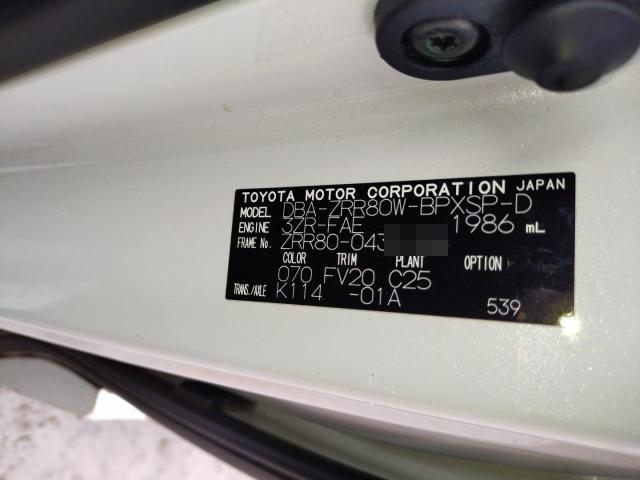 TOYOTA MOTOR CORPORATION JAPAN
MODEL DBA-ZRR80W-BPXSP-D
ENGINE 3ZR-FAE 1986 mL
FRAME No. ZRR80-043
COLOR TRIM PLANT OPTION
070 FV20 C25
TRANS./AXLE K114 -01A
539